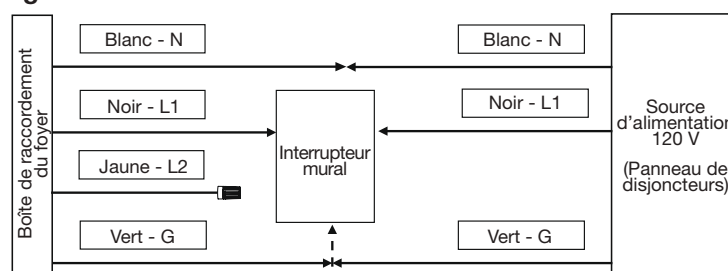 Blanc - N
Blanc - N
Boîte de raccordement
du foyer
Noir - L1
Noir - L1
Interrupteur
mural
Source
d'alimentation
120 V
(Panneau de
disjoncteurs)
Jaune - L2
Vert - G
Vert - G